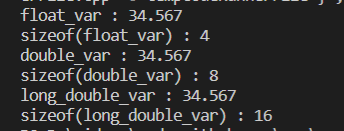 float_var : 34.567
sizeof(float_var) : 4
double_var : 34.567
sizeof(double_var) : 8
long_double_var : 34.567
sizeof(long_double_var) : 16